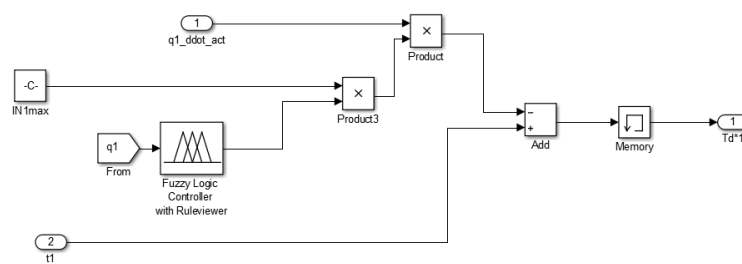 1
q1_ddot_act
×
Product
-C-
IN1max
×
Product3
q1
From
Fuzzy Logic
Controller
with Ruleviewer
−
+
Add
Memory
1
Td*1
2
t1